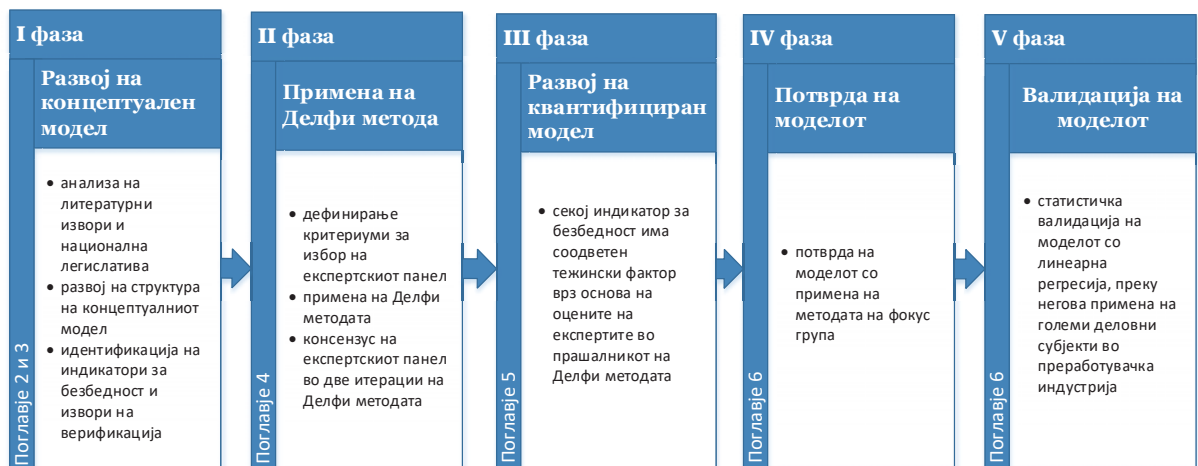 I фаза
Развој на
концептуален
модел
• анализа на
литературни
извори и
национална
легислатива
• развој на структура
на концептуалниот
модел
• идентификација на
индикатори за
безбедност и
извори на
верификација
Поглавје 2 и 3
II фаза
Примена на
Делфи метода
• дефинирање
критериуми за
избор на
експертскиот панел
• примена на Делфи
методата
• консензус на
експертскиот панел
во две итерации на
Делфи методата
Поглавје 4
III фаза
Развој на
квантифициран
модел
• секој индикатор за
безбедност има
соодветен
тежински фактор
врз основа на
оцените на
експертите во
прашалникот на
Делфи методата
Поглавје 5
IV фаза
Потврда на
моделот
• потврда на
моделот со
примена на
методата на фокус
група
Поглавје 6
V фаза
Валидација на
моделот
• статистичка
валидација на
моделот со
линеарна
регресија, преку
негова примена на
големи деловни
субјекти во
преработувачка
индустрија
Поглавје 6